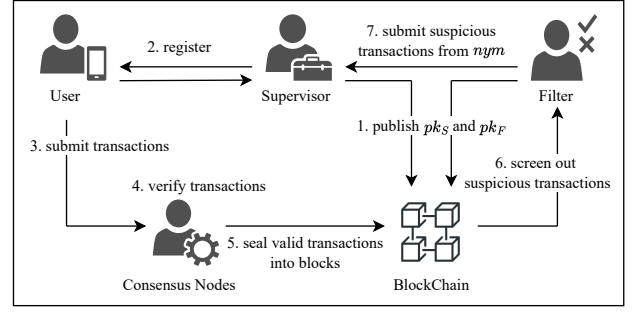 7. submit suspicious
transactions from nym
2. register
User
Supervisor
Filter
1. publish pk_S and pk_F
3. submit transactions
6. screen out
suspicious transactions
4. verify transactions
5. seal valid transactions
into blocks
Consensus Nodes
BlockChain